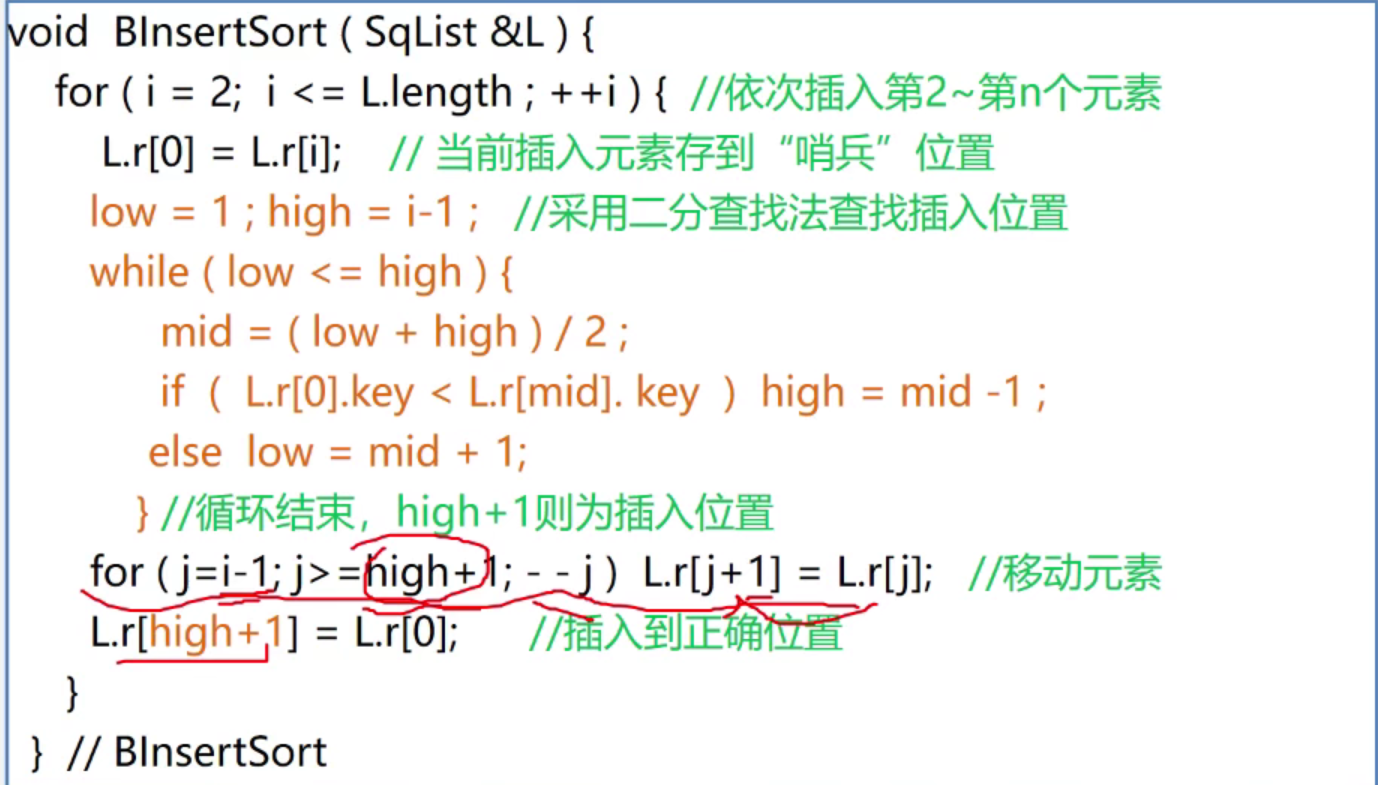 void BInsertSort ( SqList &L ) {
for ( i = 2; i <= L.length ; ++i ) { //依次插入第2~第n个元素
L.r[0] = L.r[i]; // 当前插入元素存到“哨兵”位置
low = 1 ; high = i-1 ; //采用二分查找法查找插入位置
while ( low <= high ) {
mid = ( low + high ) / 2 ;
if ( L.r[0].key < L.r[mid]. key ) high = mid -1 ;
else low = mid + 1;
} //循环结束，high+1则为插入位置
for ( j=i-1; j>=high+1; - - j ) L.r[j+1] = L.r[j]; //移动元素
L.r[high+1] = L.r[0]; //插入到正确位置
}
} // BInsertSort